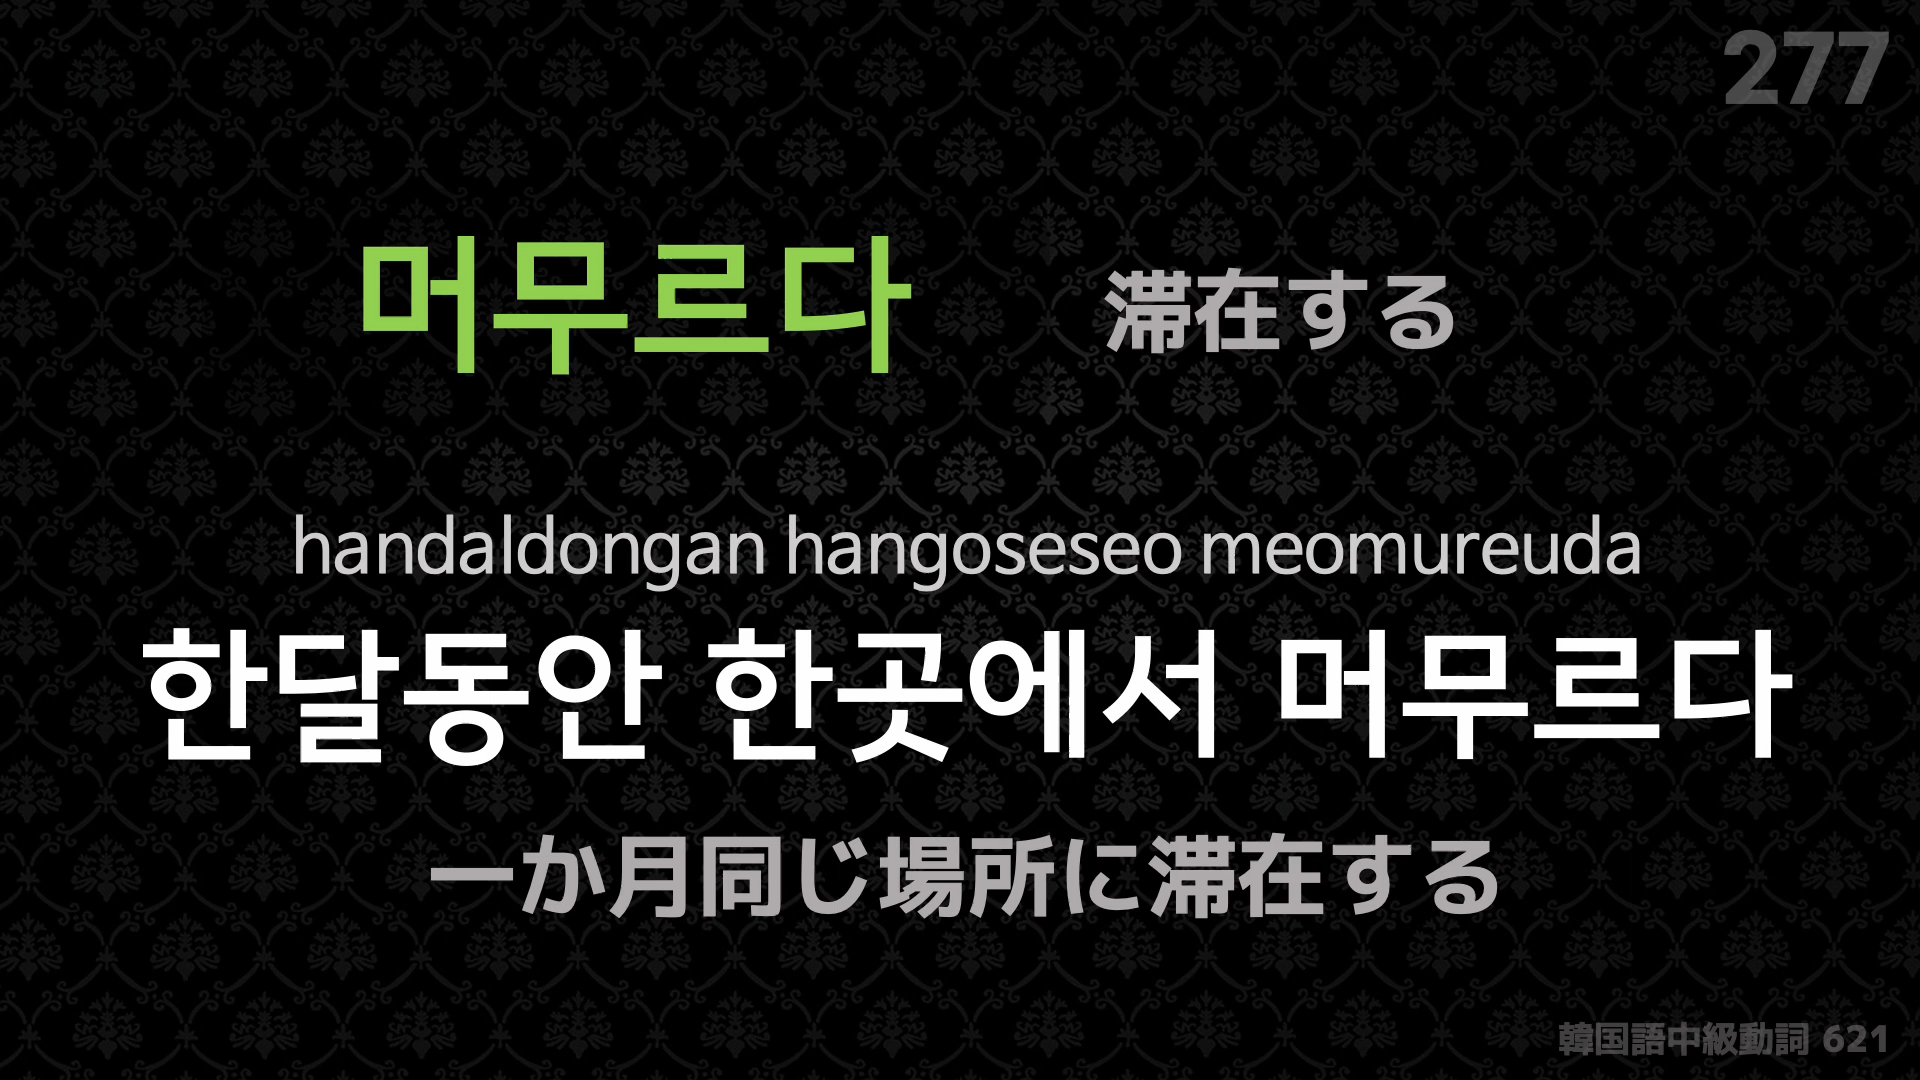 277
머무르다 滞在する
handaldongan hangoseseo meomureuda
한달동안 한곳에서 머무르다
一か月同じ場所に滞在する
韓国語中級動詞 621